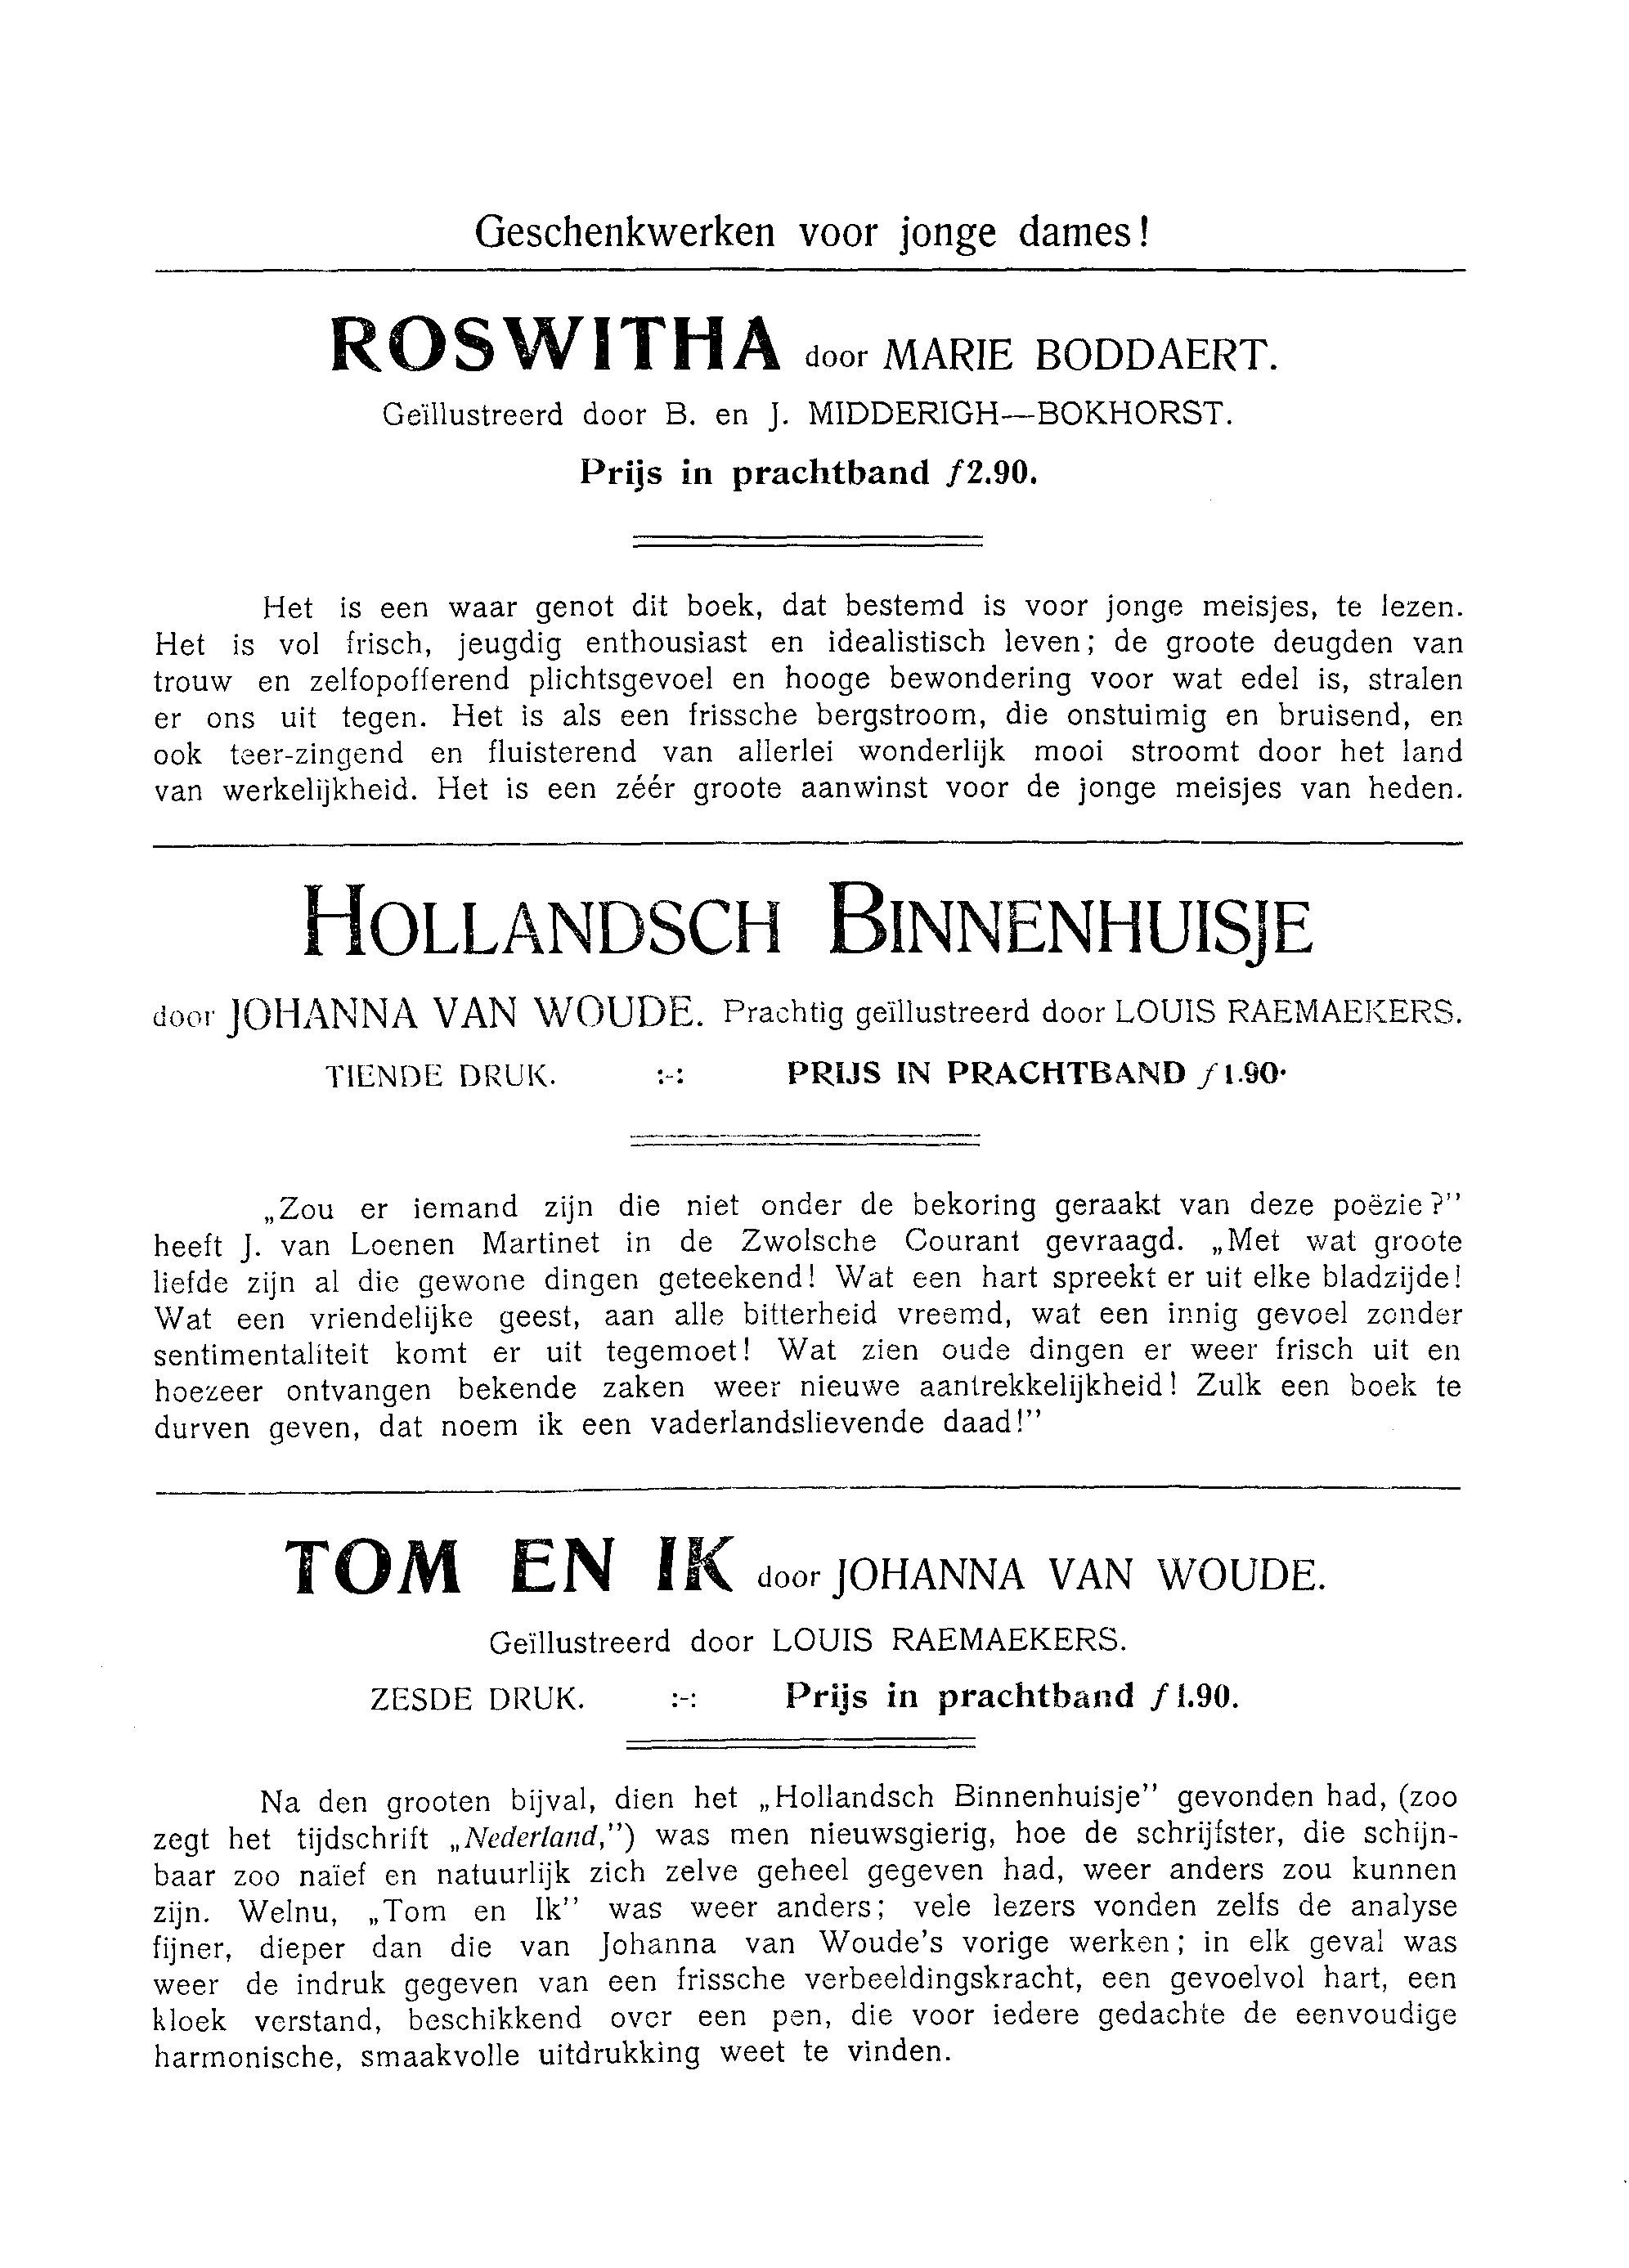 Geschenkwerken voor jonge dames!
ROSWITHA door MARIE BODDAERT.
Geïllustreerd door B. en J. MIDDERIGH—BOKHORST.
Prijs in prachtband ƒ2.90.
Het is een waar genot dit boek, dat bestemd is voor jonge meisjes, te lezen.
Het is vol frisch, jeugdig enthousiast en idealistisch leven; de groote deugden van
trouw en zelfopofferend plichtsgevoel en hooge bewondering voor wat edel is, stralen
er ons uit tegen. Het is als een frissche bergstroom, die onstuimig en bruisend, en
ook teer-zingend en fluisterend van allerlei wonderlijk mooi stroomt door het land
van werkelijkheid. Het is een zéér groote aanwinst voor de jonge meisjes van heden.
HOLLANDSCH BINNENHUISJE
door JOHANNA VAN WOUDE. Prachtig geïllustreerd door LOUIS RAEMAEKERS.
TIENDE DRUK. :-: PRIJS IN PRACHTBAND ƒ1.90.
„Zou er iemand zijn die niet onder de bekoring geraakt van deze poëzie?”
heeft J. van Loenen Martinet in de Zwolsche Courant gevraagd. „Met wat groote
liefde zijn al die gewone dingen geteekend! Wat een hart spreekt er uit elke bladzijde!
Wat een vriendelijke geest, aan alle bitterheid vreemd, wat een innig gevoel zonder
sentimentaliteit komt er uit tegemoet! Wat zien oude dingen er weer frisch uit en
hoezeer ontvangen bekende zaken weer nieuwe aantrekkelijkheid! Zulk een boek te
durven geven, dat noem ik een vaderlandslievende daad!”
TOM EN IK door JOHANNA VAN WOUDE.
Geïllustreerd door LOUIS RAEMAEKERS.
ZESDE DRUK. :-: Prijs in prachtband ƒ1.90.
Na den grooten bijval, dien het „Hollandsch Binnenhuisje” gevonden had, (zoo
zegt het tijdschrift „Nederland,”) was men nieuwsgierig, hoe de schrijfster, die schijn-
baar zoo naïef en natuurlijk zich zelve geheel gegeven had, weer anders zou kunnen
zijn. Welnu, „Tom en Ik” was weer anders; vele lezers vonden zelfs de analyse
fijner, dieper dan die van Johanna van Woude's vorige werken; in elk geval was
weer de indruk gegeven van een frissche verbeeldingskracht, een gevoelvol hart, een
kloek verstand, beschikkend over een pen, die voor iedere gedachte de eenvoudige
harmonische, smaakvolle uitdrukking weet te vinden.